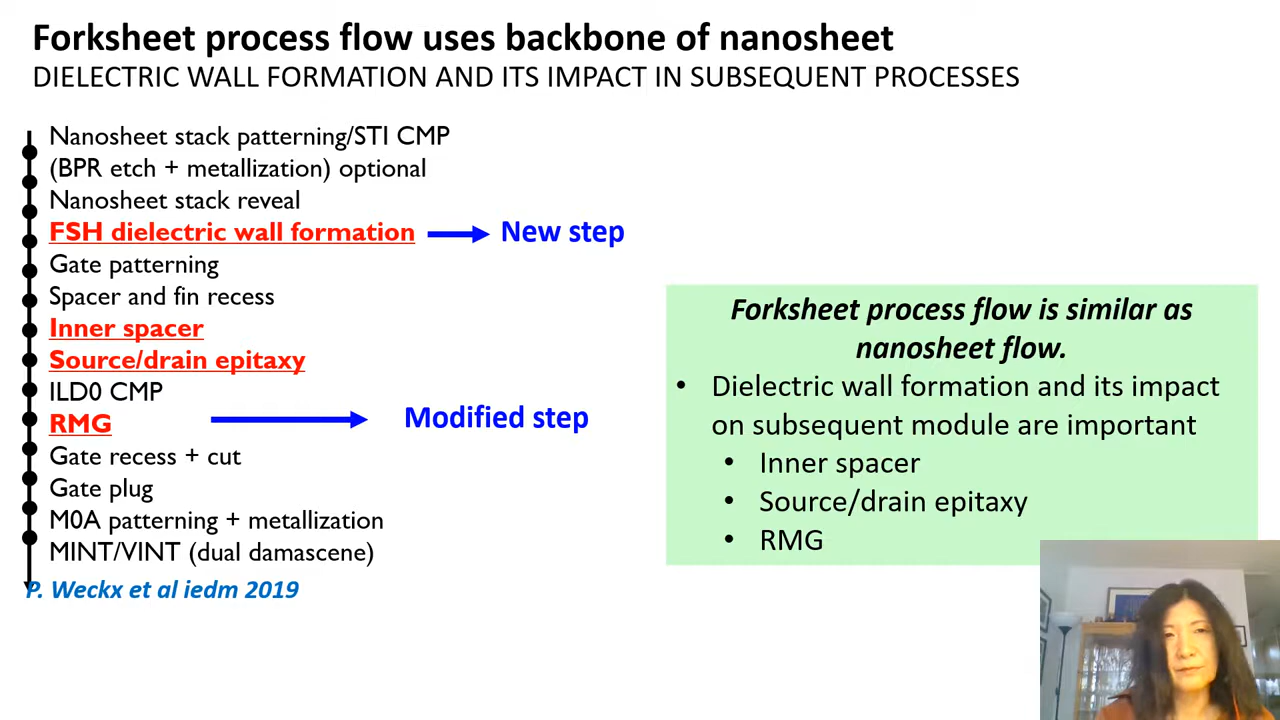 Forksheet process flow uses backbone of nanosheet
DIELECTRIC WALL FORMATION AND ITS IMPACT IN SUBSEQUENT PROCESSES
Nanosheet stack patterning/STI CMP
(BPR etch + metallization) optional
Nanosheet stack reveal
FSH dielectric wall formation
New step
Gate patterning
Spacer and fin recess
Inner spacer
Source/drain epitaxy
ILD0 CMP
RMG
Modified step
Gate recess + cut
Gate plug
M0A patterning + metallization
MINT/VINT (dual damascene)
P. Weckx et al iedm 2019
Forksheet process flow is similar as
nanosheet flow.
• Dielectric wall formation and its impact
on subsequent module are important
• Inner spacer
• Source/drain epitaxy
• RMG